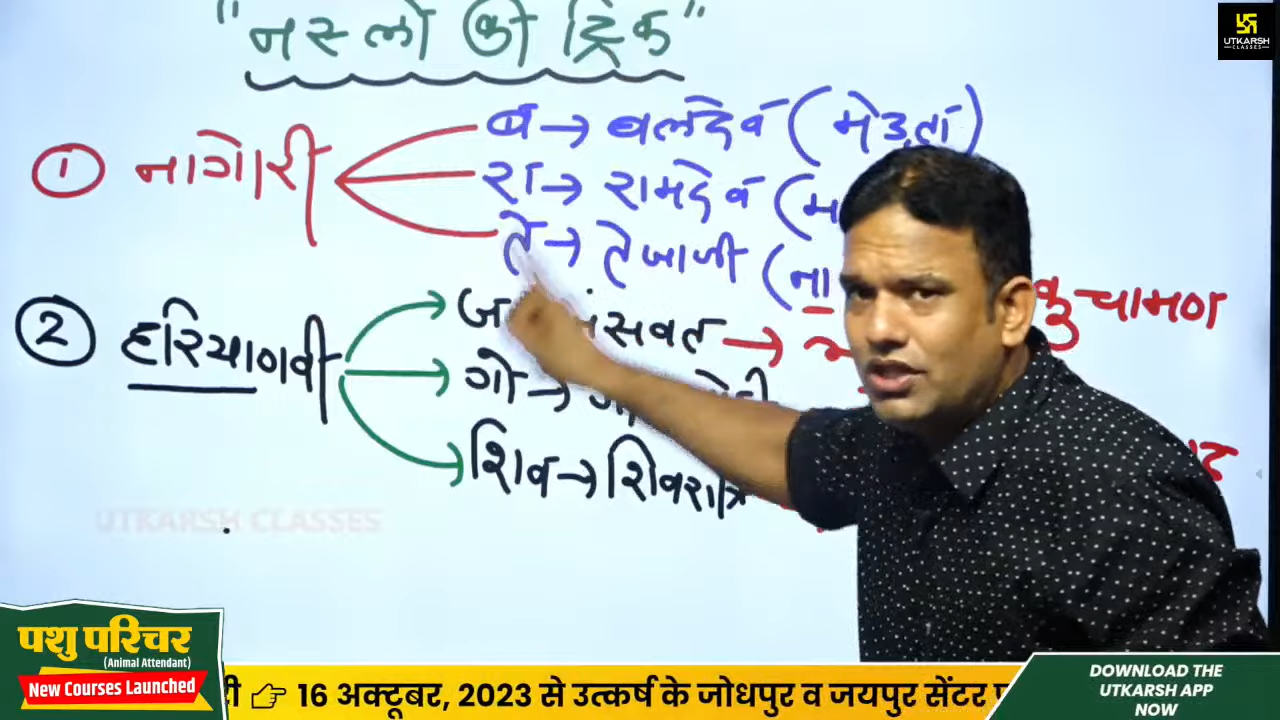 "नस्लो की ट्रिक"
UTKARSH
CLASSES
① नागोरी
ब → बलदेव (मेड़ता)
रा → रामदेव (मा
ते → तेजाजी (ना
कुचामण
② हरियाणवी
ज संसवत →
गो →
शिव → शिवरात्रि
UTKARSH CLASSES
पशु परिचर
(Animal Attendant)
New Courses Launched
टी 👉 16 अक्टूबर, 2023 से उत्कर्ष के जोधपुर व जयपुर सेंटर प
DOWNLOAD THE
UTKARSH APP
NOW